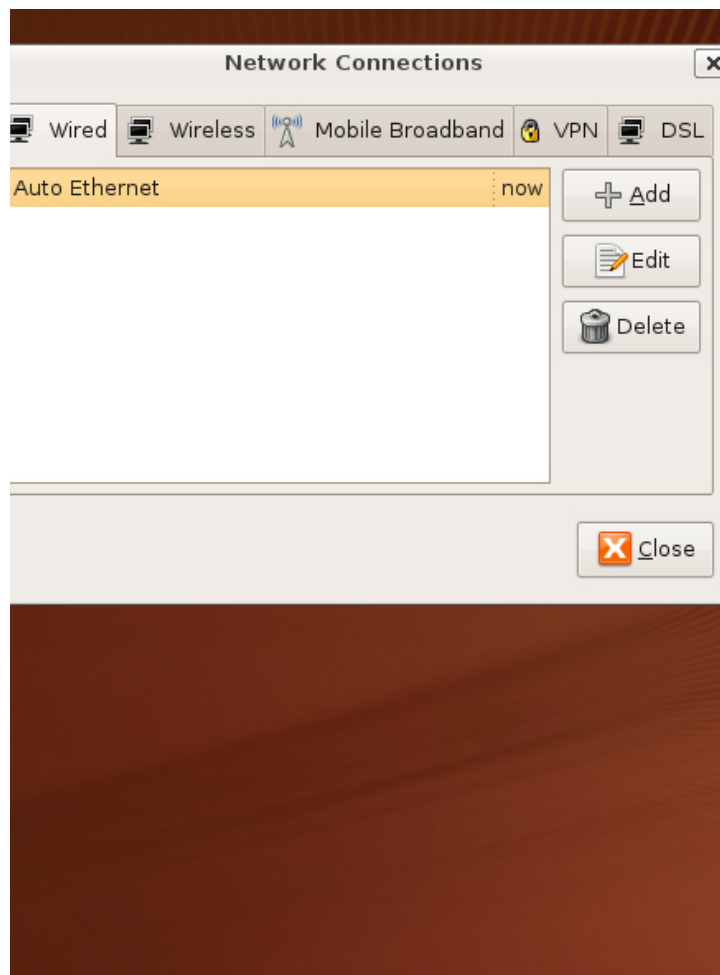 Network Connections
Wired Wireless Mobile Broadband VPN DSL
Auto Ethernet now
Add
Edit
Delete
Close